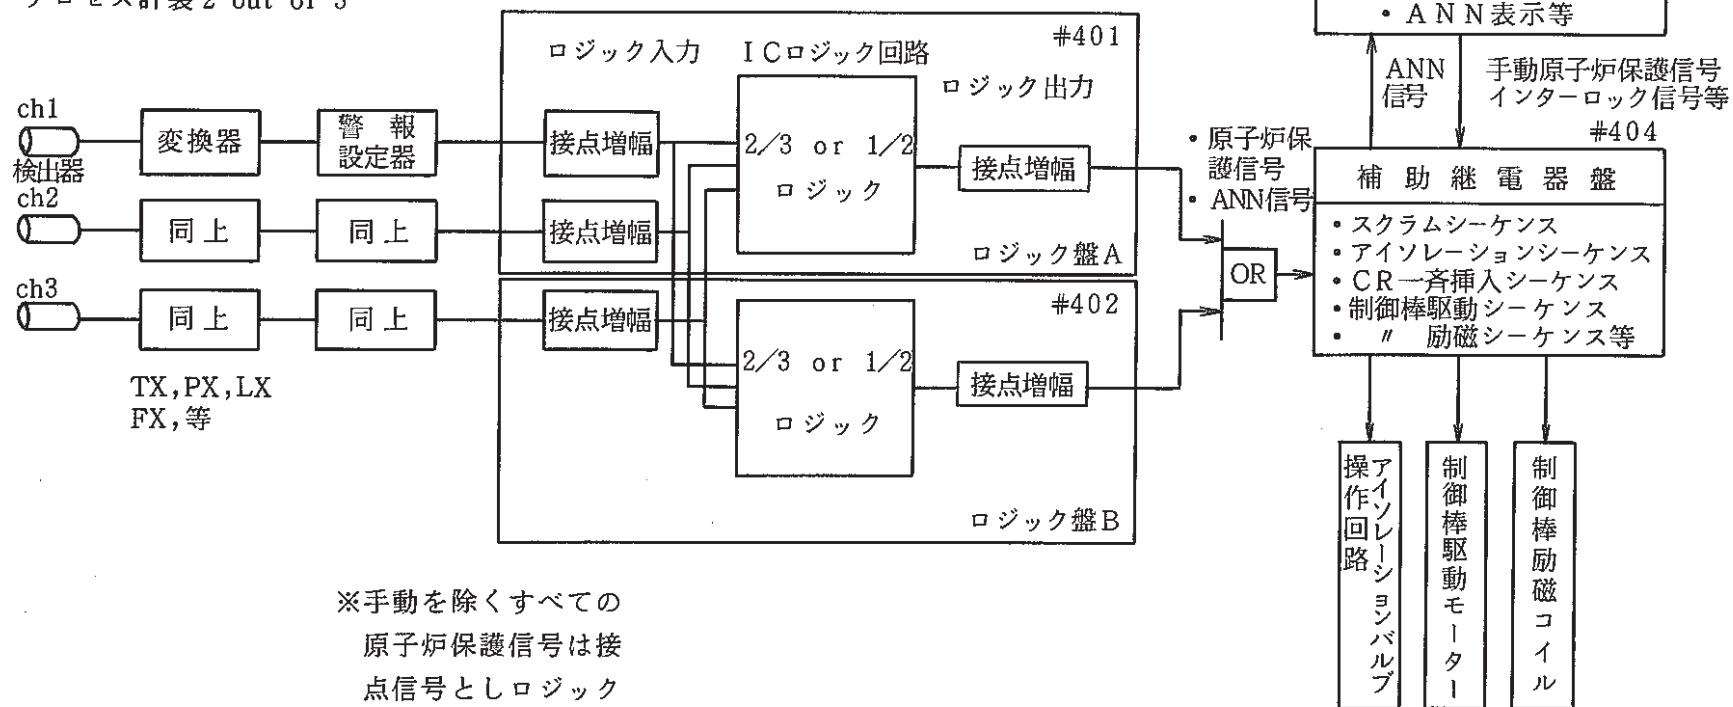 プロセス計装2 out of 3
・ANN表示等
#401
ロジック入力
ICロジック回路
ロジック出力
ANN
信号
手動原子炉保護信号
インターロック信号等
#404
ch1
検出器
変換器
警報
設定器
接点増幅
2/3 or 1/2
ロジック
接点増幅
・原子炉保
護信号
・ANN信号
補助継電器盤
・スクラムシーケンス
・アイソレーションシーケンス
・CR一斉挿入シーケンス
・制御棒駆動シーケンス
・ 〃 励磁シーケンス等
ch2
同上
同上
接点増幅
ロジック盤A
OR
ch3
同上
同上
接点増幅
#402
2/3 or 1/2
ロジック
接点増幅
ロジック盤B
TX,PX,LX
FX,等
アイソレーションバルブ
操作回路
制御棒駆動モーター
制御棒励磁コイル
※手動を除くすべての
原子炉保護信号は接
点信号としロジック